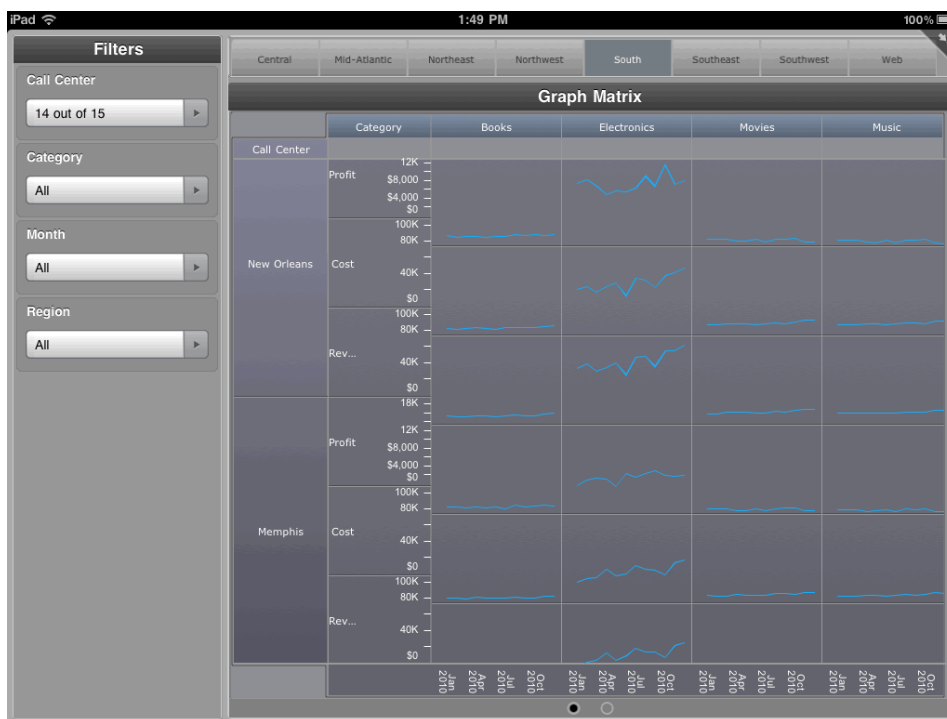 iPad 1:49 PM 100%
Filters
Call Center
14 out of 15
Category
All
Month
All
Region
All
Central Mid-Atlantic Northeast Northwest South Southeast Southwest Web
Graph Matrix
Category Books Electronics Movies Music
Call Center
New Orleans
Profit
12K
$8,000
$4,000
$0
Cost
100K
80K
40K
$0
Rev...
100K
80K
40K
$0
Memphis
Profit
18K
12K
$8,000
$4,000
$0
Cost
100K
80K
40K
$0
Rev...
100K
80K
40K
$0
Jan 2010 Apr 2010 Jul 2010 Oct 2010 Jan 2010 Apr 2010 Jul 2010 Oct 2010 Jan 2010 Apr 2010 Jul 2010 Oct 2010 Jan 2010 Apr 2010 Jul 2010 Oct 2010